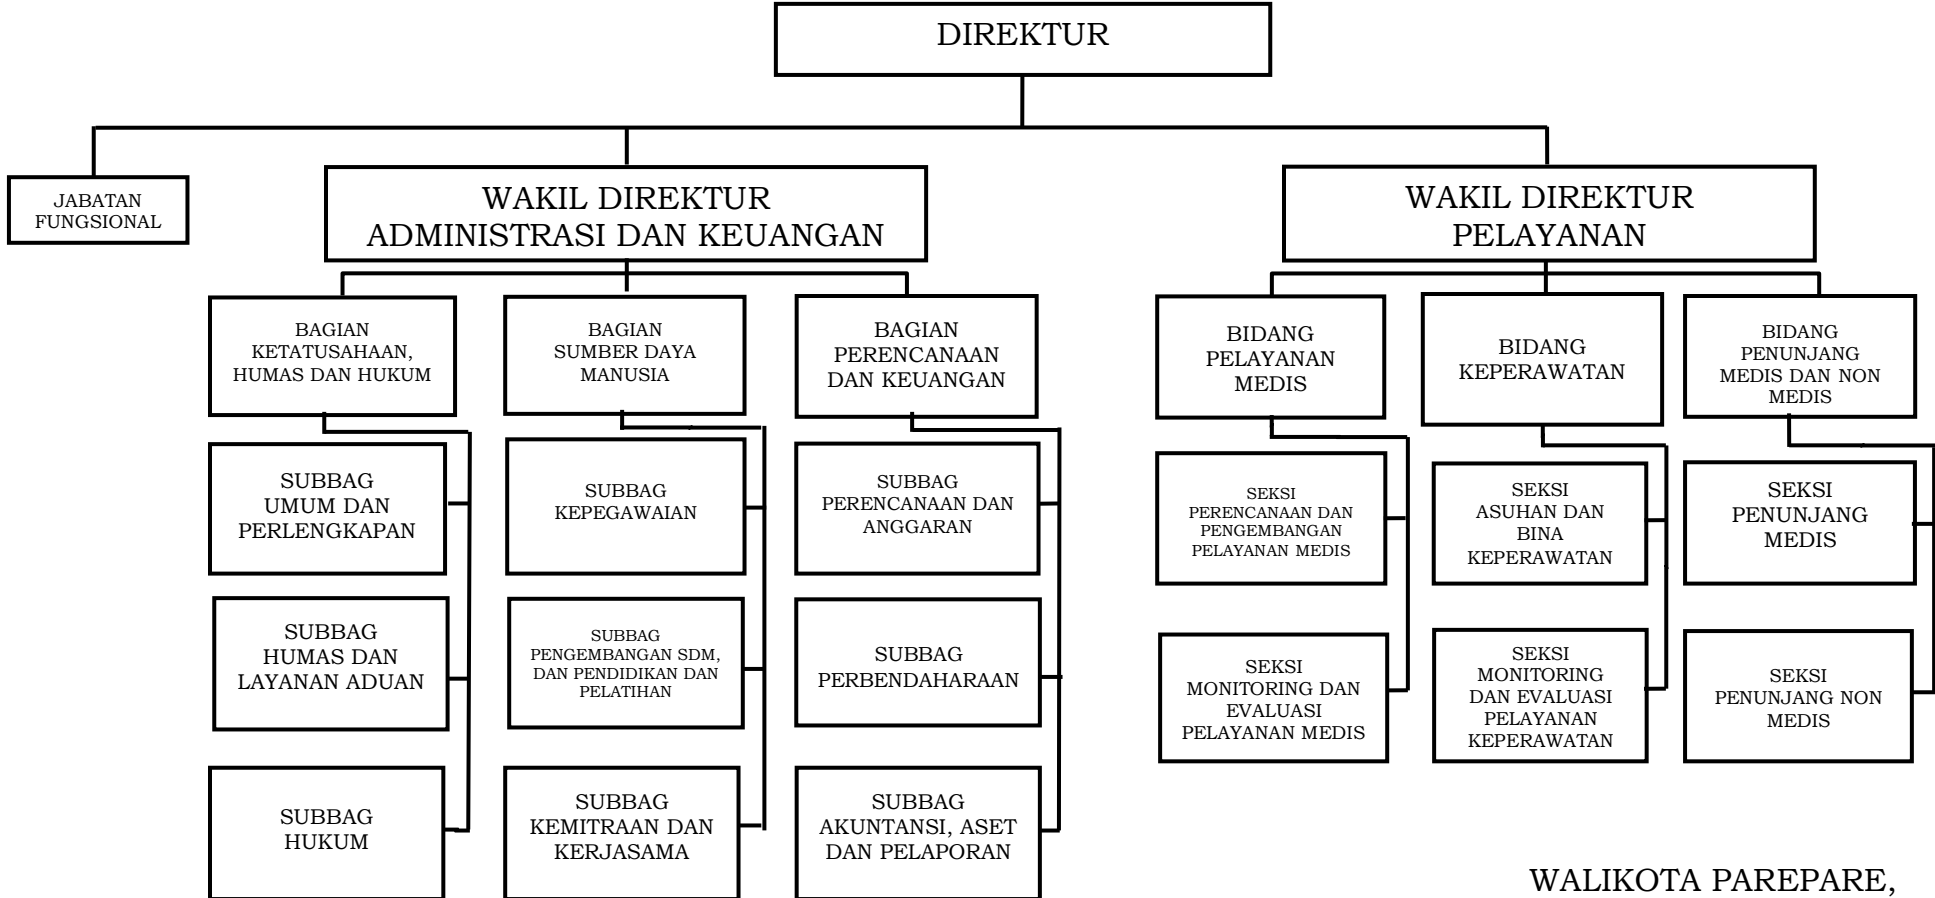 DIREKTUR
JABATAN
FUNGSIONAL
WAKIL DIREKTUR
ADMINISTRASI DAN KEUANGAN
WAKIL DIREKTUR
PELAYANAN
BAGIAN
KETATUSAHAAN,
HUMAS DAN HUKUM
BAGIAN
SUMBER DAYA
MANUSIA
BAGIAN
PERENCANAAN
DAN KEUANGAN
BIDANG
PELAYANAN
MEDIS
BIDANG
KEPERAWATAN
BIDANG
PENUNJANG
MEDIS DAN NON
MEDIS
SUBBAG
UMUM DAN
PERLENGKAPAN
SUBBAG
KEPEGAWAIAN
SUBBAG
PERENCANAAN DAN
ANGGARAN
SEKSI
PERENCANAAN DAN
PENGEMBANGAN
PELAYANAN MEDIS
SEKSI
ASUHAN DAN
BINA
KEPERAWATAN
SEKSI
PENUNJANG
MEDIS
SUBBAG
HUMAS DAN
LAYANAN ADUAN
SUBBAG
PENGEMBANGAN SDM,
DAN PENDIDIKAN DAN
PELATIHAN
SUBBAG
PERBENDAHARAAN
SEKSI
MONITORING DAN
EVALUASI
PELAYANAN MEDIS
SEKSI
MONITORING
DAN EVALUASI
PELAYANAN
KEPERAWATAN
SEKSI
PENUNJANG NON
MEDIS
SUBBAG
HUKUM
SUBBAG
KEMITRAAN DAN
KERJASAMA
SUBBAG
AKUNTANSI, ASET
DAN PELAPORAN
WALIKOTA PAREPARE,